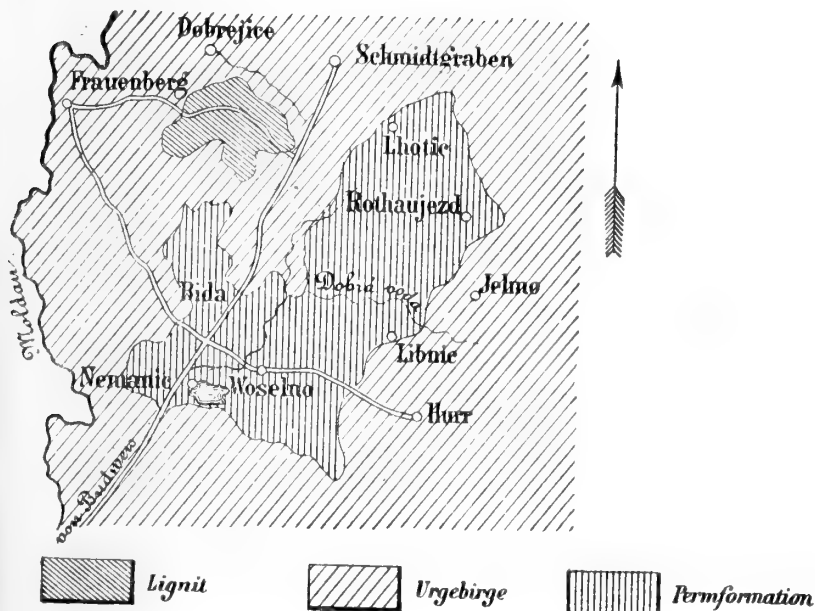 Dobrejice
Schmidtgraben
Frauenberg
Lhotic
Rothaujezd
Dobrá voda
Jelmo
Bida
Moldau
Libnic
Nemanic
Woselno
Hurr
von Budweis
Lignit
Urgebirge
Permformation